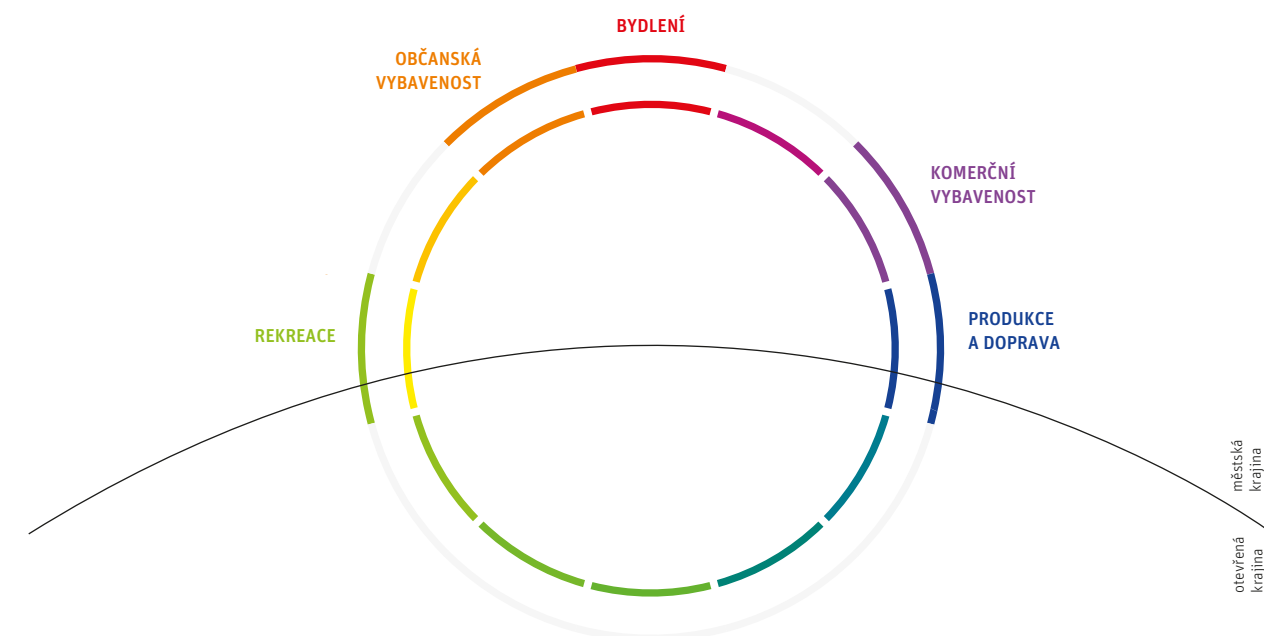 BYDLENÍ
OBČANSKÁ
VYBAVENOST
KOMERČNÍ
VYBAVENOST
REKREACE
PRODUKCE
A DOPRAVA
městská
krajina
otevřená
krajina